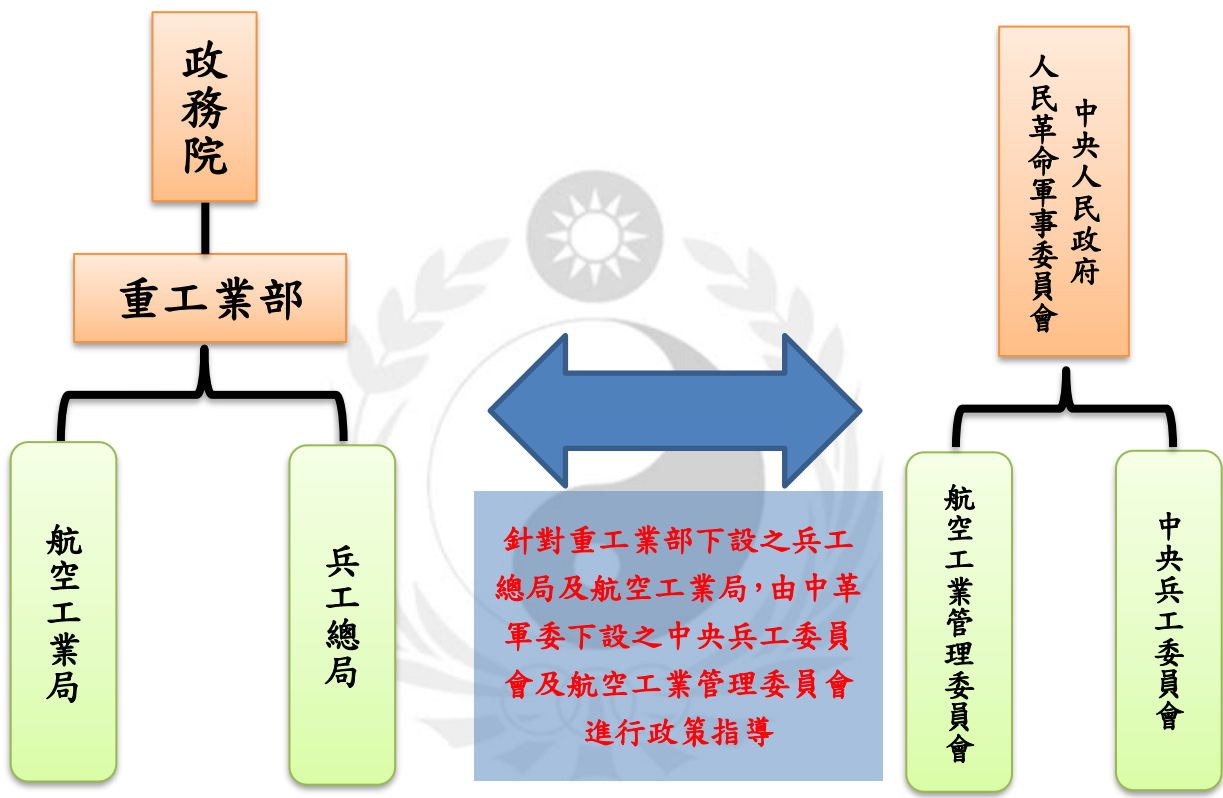 政務院
重工業部
航空工業局
兵工總局
針對重工業部下設之兵工
總局及航空工業局，由中革
軍委下設之中央兵工委員
會及航空工業管理委員會
進行政策指導
中央人民政府
人民革命軍事委員會
航空工業管理委員會
中央兵工委員會